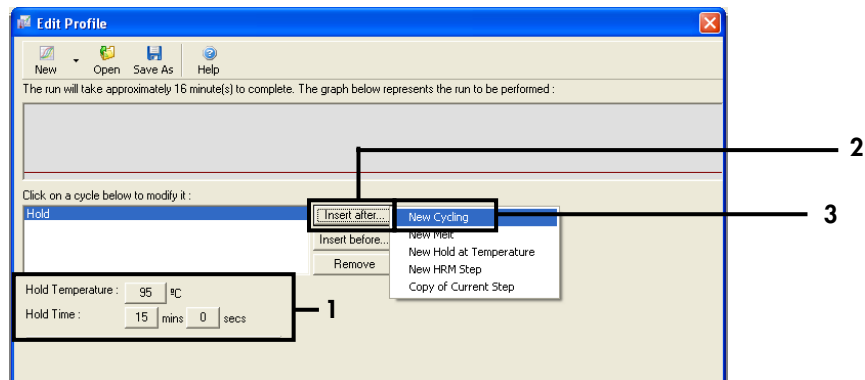 Edit Profile
New Open Save As Help
The run will take approximately 16 minute(s) to complete. The graph below represents the run to be performed :
2
Click on a cycle below to modify it :
Hold
Insert after...
New Cycling
3
Insert before...
New Melt
New Hold at Temperature
Remove
New HRM Step
Copy of Current Step
Hold Temperature : 95 ºC
Hold Time : 15 mins 0 secs
1